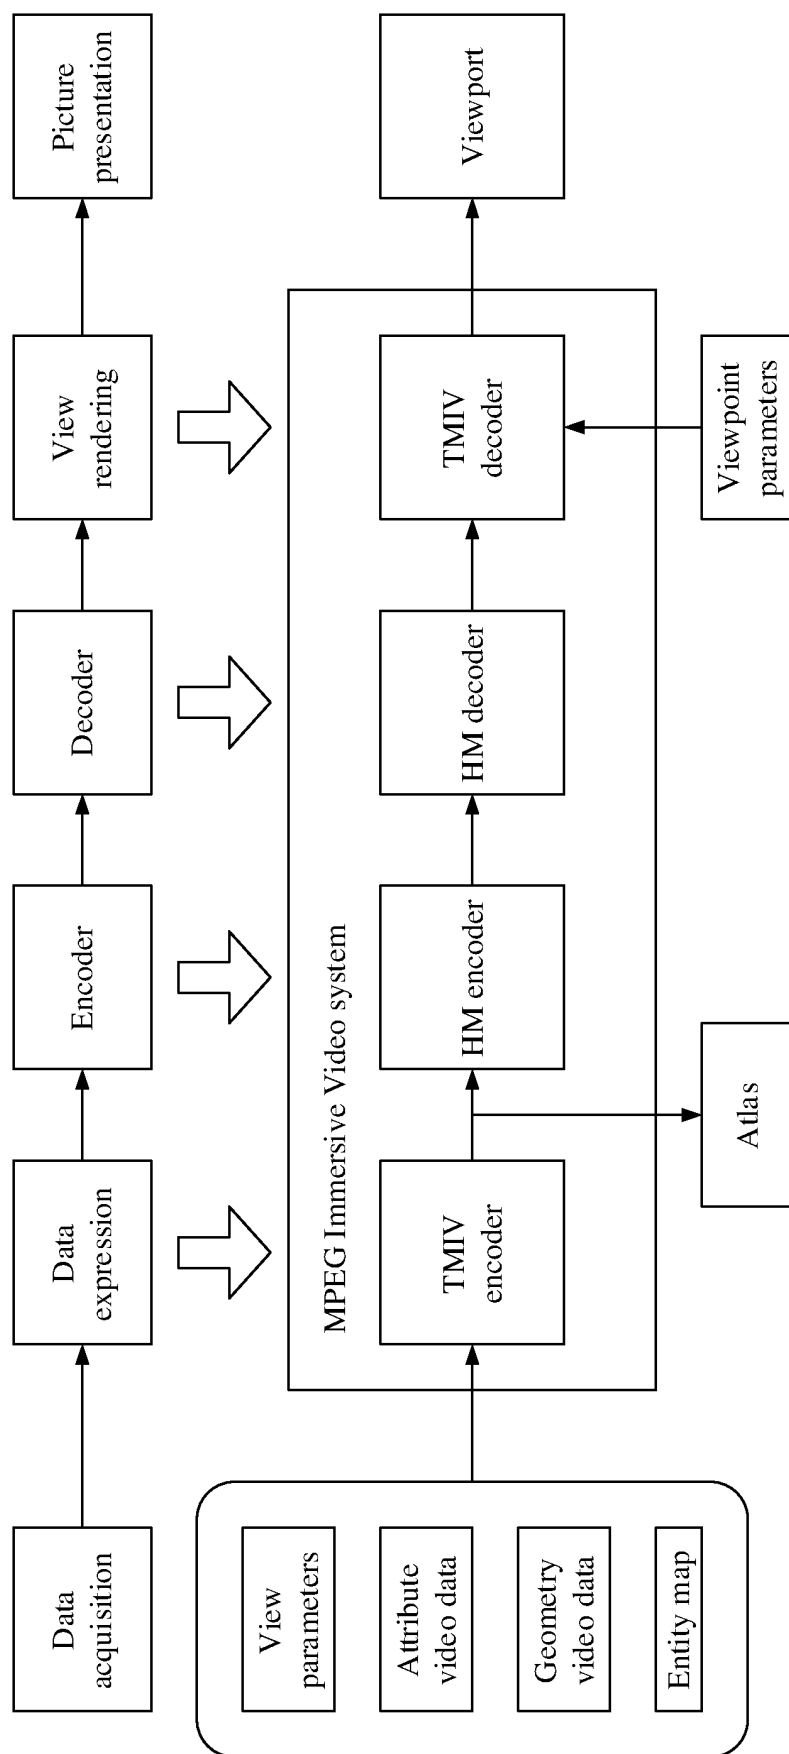 Data
acquisition
Data
expression
Encoder
Decoder
View
rendering
Picture
presentation
View
parameters
Attribute
video data
Geometry
video data
Entity map
MPEG Immersive Video system
TMIV
encoder
HM encoder
HM decoder
TMIV
decoder
Viewport
Atlas
Viewpoint
parameters